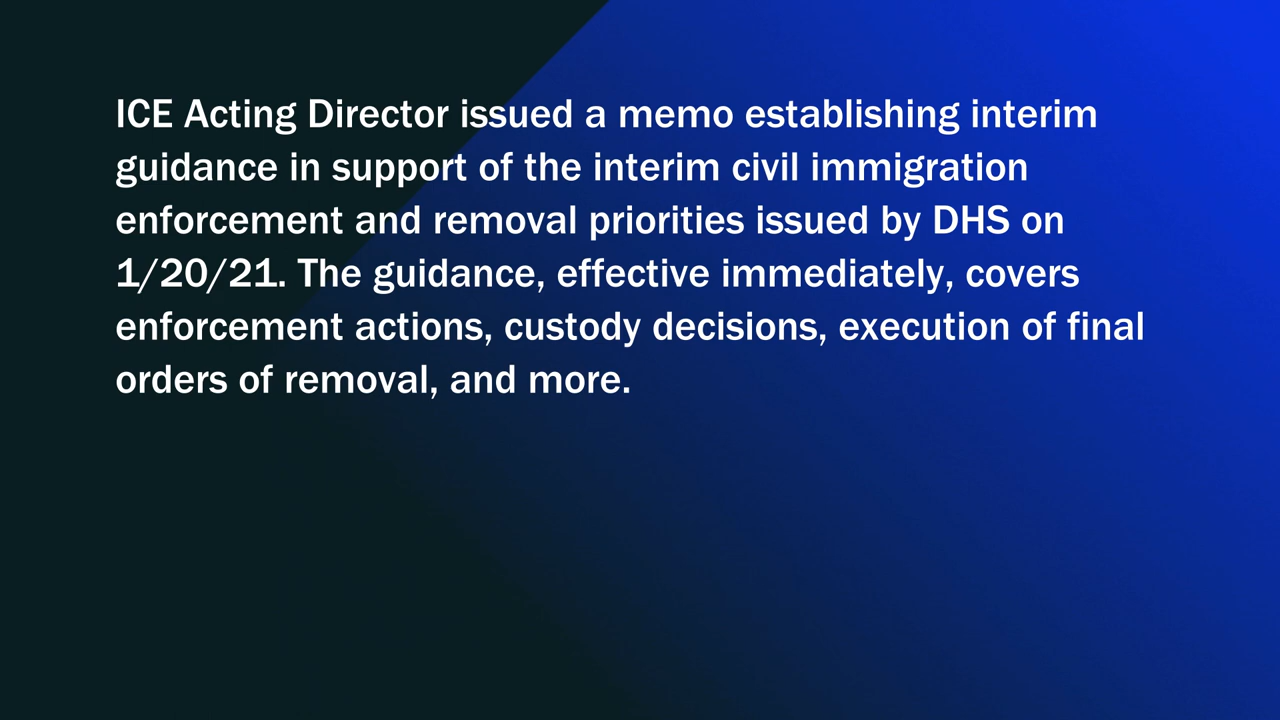 ICE Acting Director issued a memo establishing interim
guidance in support of the interim civil immigration
enforcement and removal priorities issued by DHS on
1/20/21. The guidance, effective immediately, covers
enforcement actions, custody decisions, execution of final
orders of removal, and more.